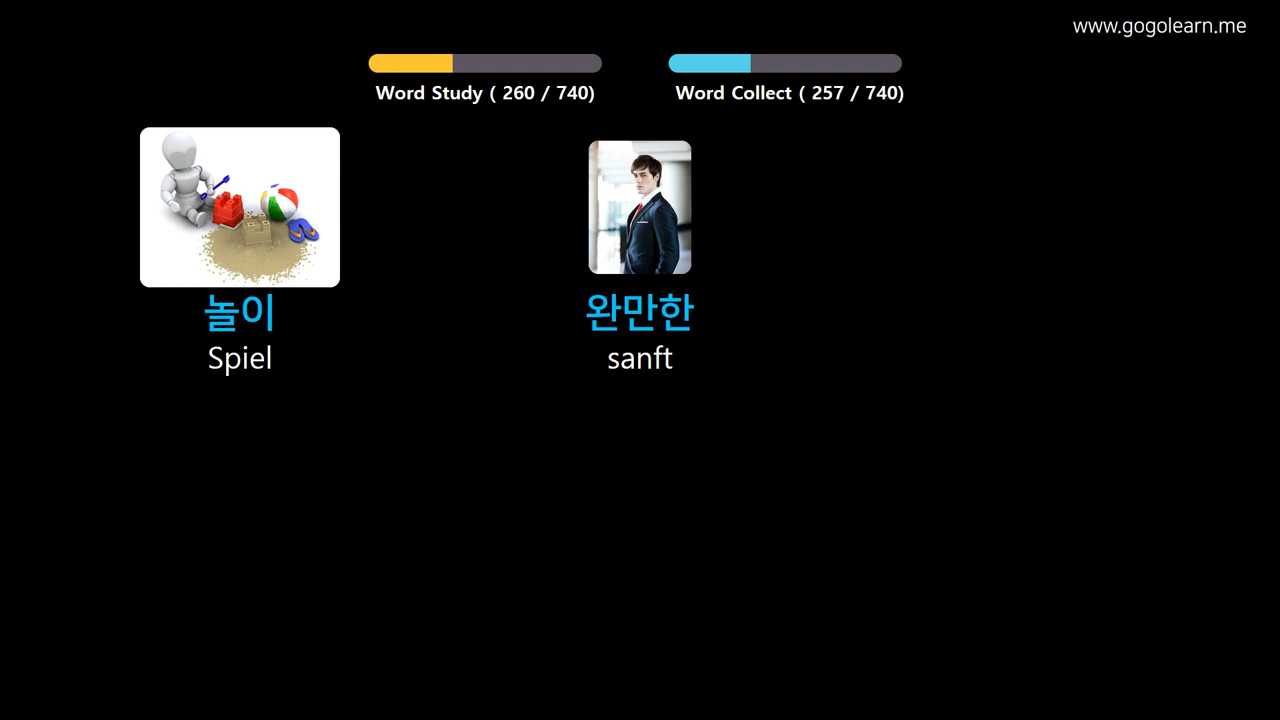 www.gogolearn.me
Word Study ( 260 / 740)
Word Collect ( 257 / 740)
놀이
Spiel
완만한
sanft